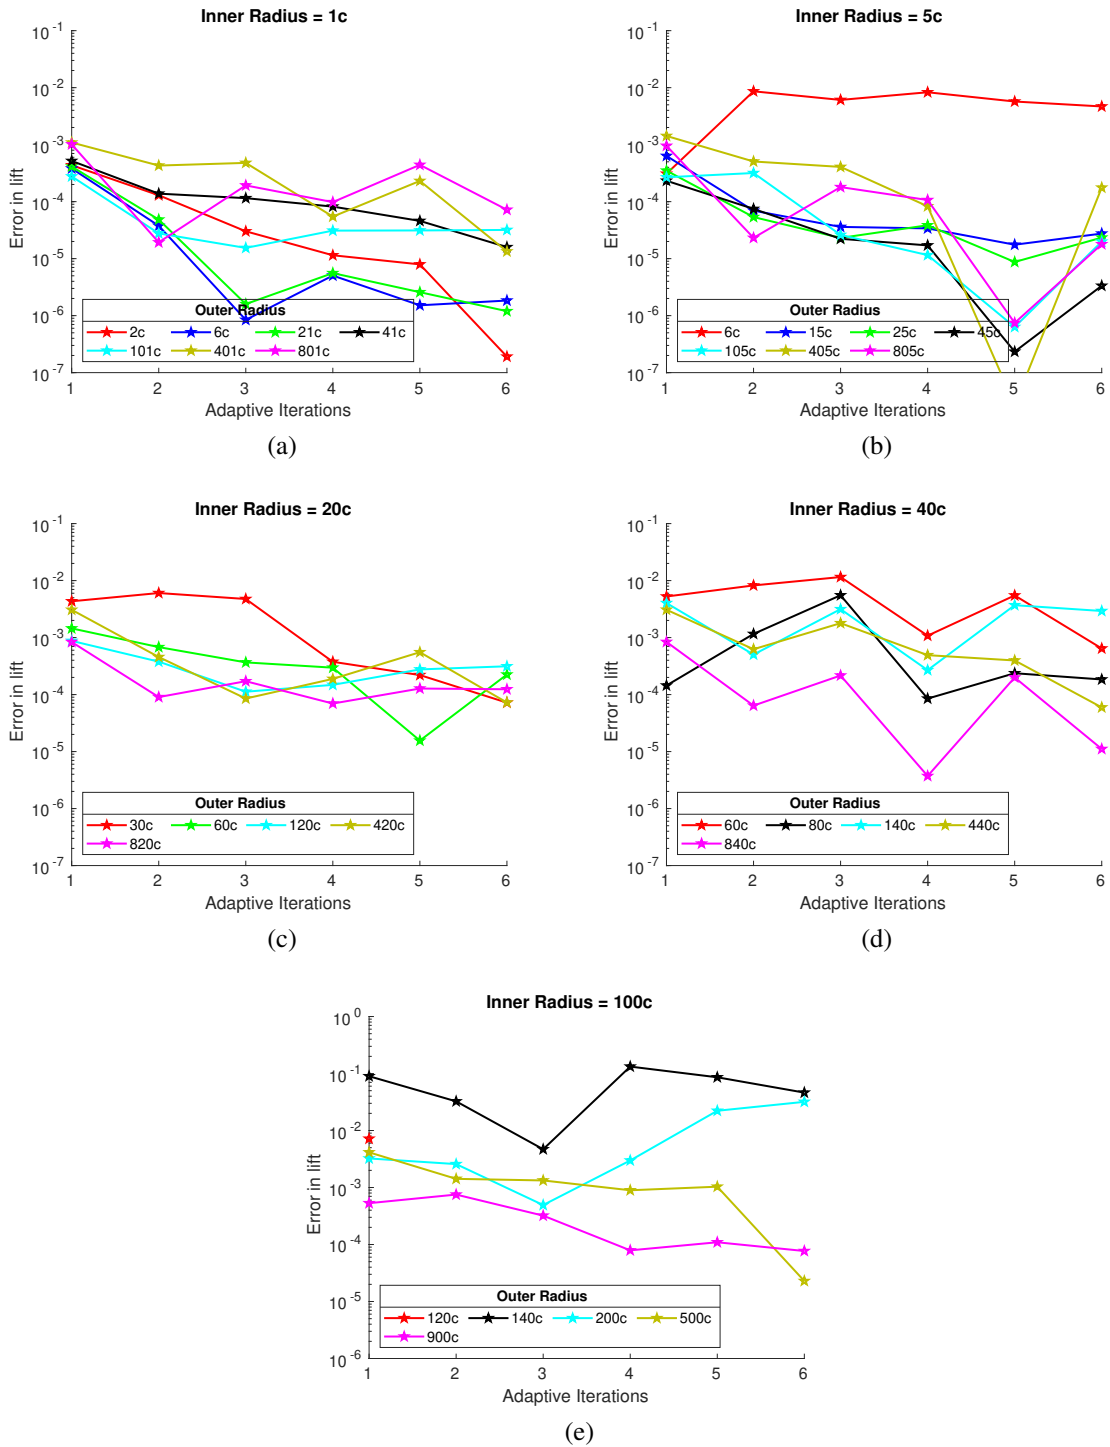 Inner Radius = 1c
10^-1
10^-2
10^-3
10^-4
10^-5
10^-6
10^-7
Error in lift
Outer Radius
2c 6c 21c 41c
101c 401c 801c
1 2 3 4 5 6
Adaptive Iterations
(a)
Inner Radius = 5c
10^-1
10^-2
10^-3
10^-4
10^-5
10^-6
10^-7
Error in lift
Outer Radius
6c 15c 25c 45c
105c 405c 805c
1 2 3 4 5 6
Adaptive Iterations
(b)
Inner Radius = 20c
10^-1
10^-2
10^-3
10^-4
10^-5
10^-6
10^-7
Error in lift
Outer Radius
30c 60c 120c 420c
820c
1 2 3 4 5 6
Adaptive Iterations
(c)
Inner Radius = 40c
10^-1
10^-2
10^-3
10^-4
10^-5
10^-6
10^-7
Error in lift
Outer Radius
60c 80c 140c 440c
840c
1 2 3 4 5 6
Adaptive Iterations
(d)
Inner Radius = 100c
10^0
10^-1
10^-2
10^-3
10^-4
10^-5
10^-6
Error in lift
Outer Radius
120c 140c 200c 500c
900c
1 2 3 4 5 6
Adaptive Iterations
(e)